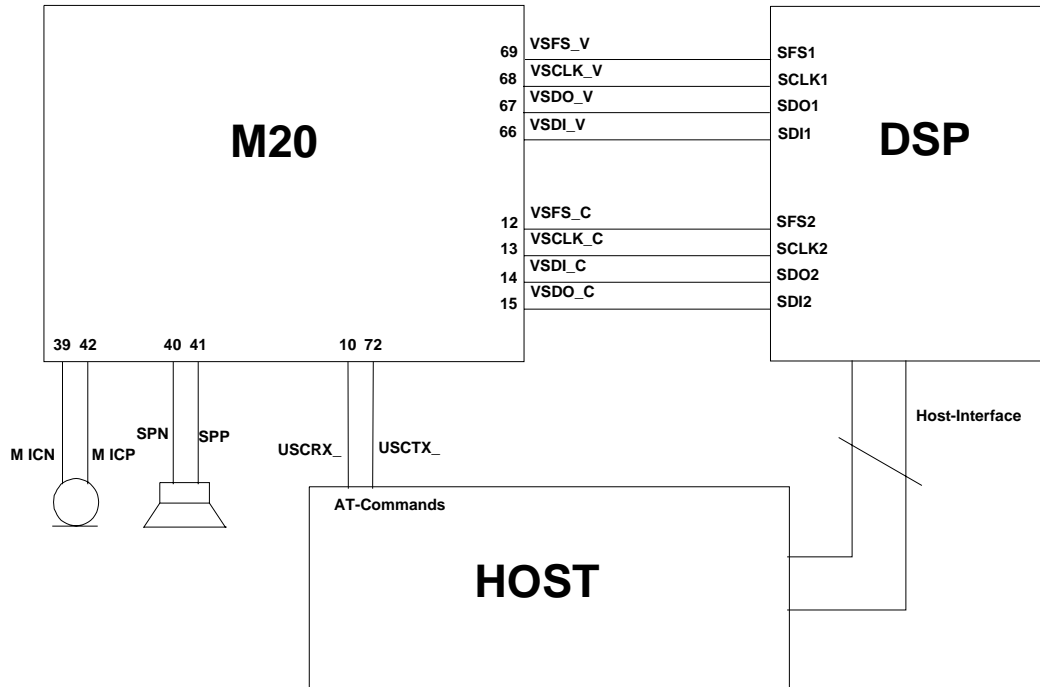 VSFS_V
69 SFS1
VSCLK_V
68 SCLK1
VSDO_V
67 SDO1
VSDI_V
66 SDI1
M20
DSP
VSFS_C
12 SFS2
VSCLK_C
13 SCLK2
VSDI_C
14 SDO2
VSDO_C
15 SDI2
39 42 40 41 10 72
Host-Interface
SPN SPP
M ICN M ICP
USCRX_ USCTX_
AT-Commands
HOST